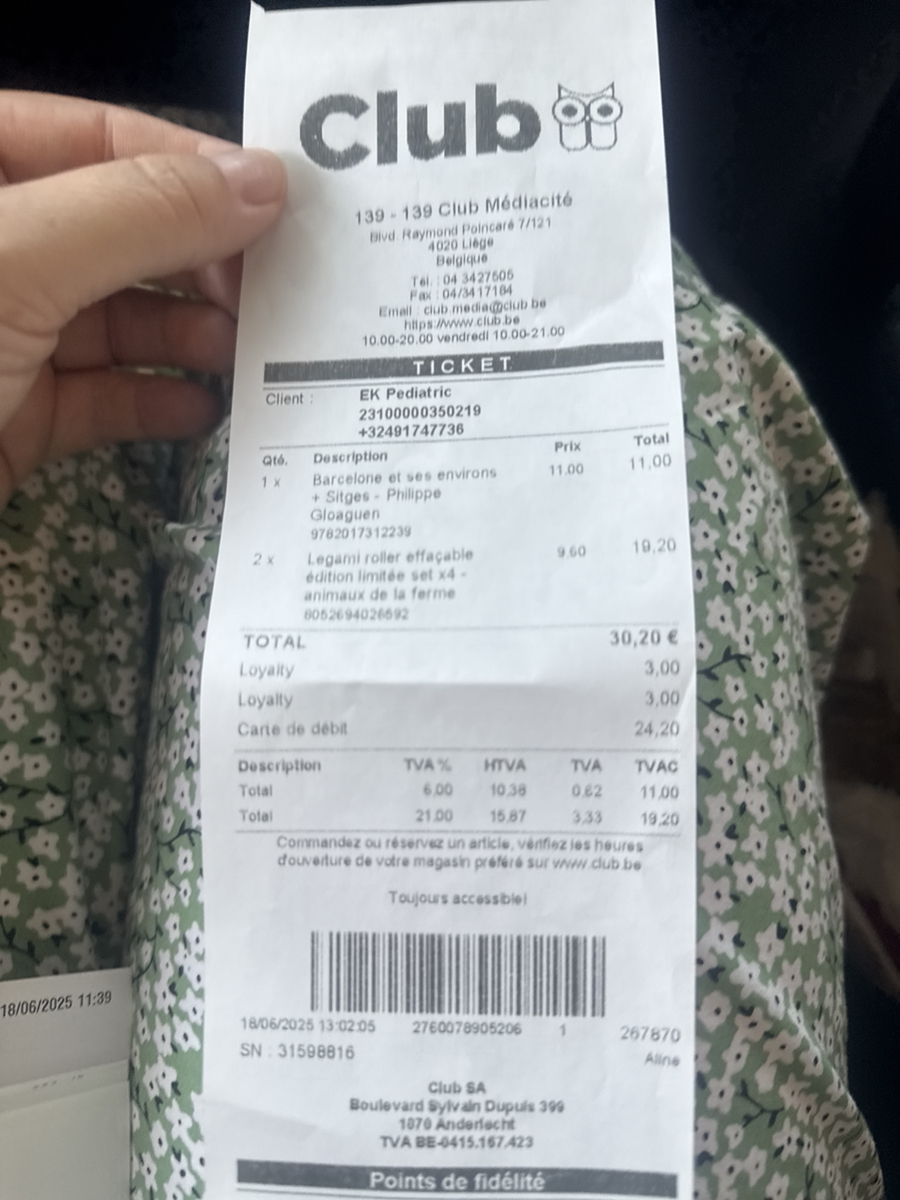 Club
139 - 139 Club Médiacité
Blvd. Raymond Poincaré 7/121
4020 Liège
Belgique
Tél. : 04 3427505
Fax : 04/3417184
Email : club.media@club.be
https://www.club.be
10.00-20.00 vendredi 10.00-21.00
TICKET
Client : EK Pediatric
23100000350219
+32491747736
Qté. Description Prix Total
1 x Barcelone et ses environs 11.00 11,00
+ Sitges - Philippe
Gloaguen
9782017312239
2 x Legami roller effaçable 9.60 19,20
édition limitée set x4 -
animaux de la ferme
8052694026592
TOTAL 30,20 €
Loyalty 3,00
Loyalty 3,00
Carte de débit 24,20
Description TVA % HTVA TVA TVAC
Total 6,00 10,38 0,62 11,00
Total 21,00 15,87 3,33 19,20
Commandez ou réservez un article, vérifiez les heures
d'ouverture de votre magasin préféré sur www.club.be
Toujours accessible!
18/06/2025 13:02:05 2760078905206 1 267870
SN : 31598816 Aline
Club SA
Boulevard Sylvain Dupuis 399
1070 Anderlecht
TVA BE-0415.167.423
Points de fidélité
18/06/2025 11:39